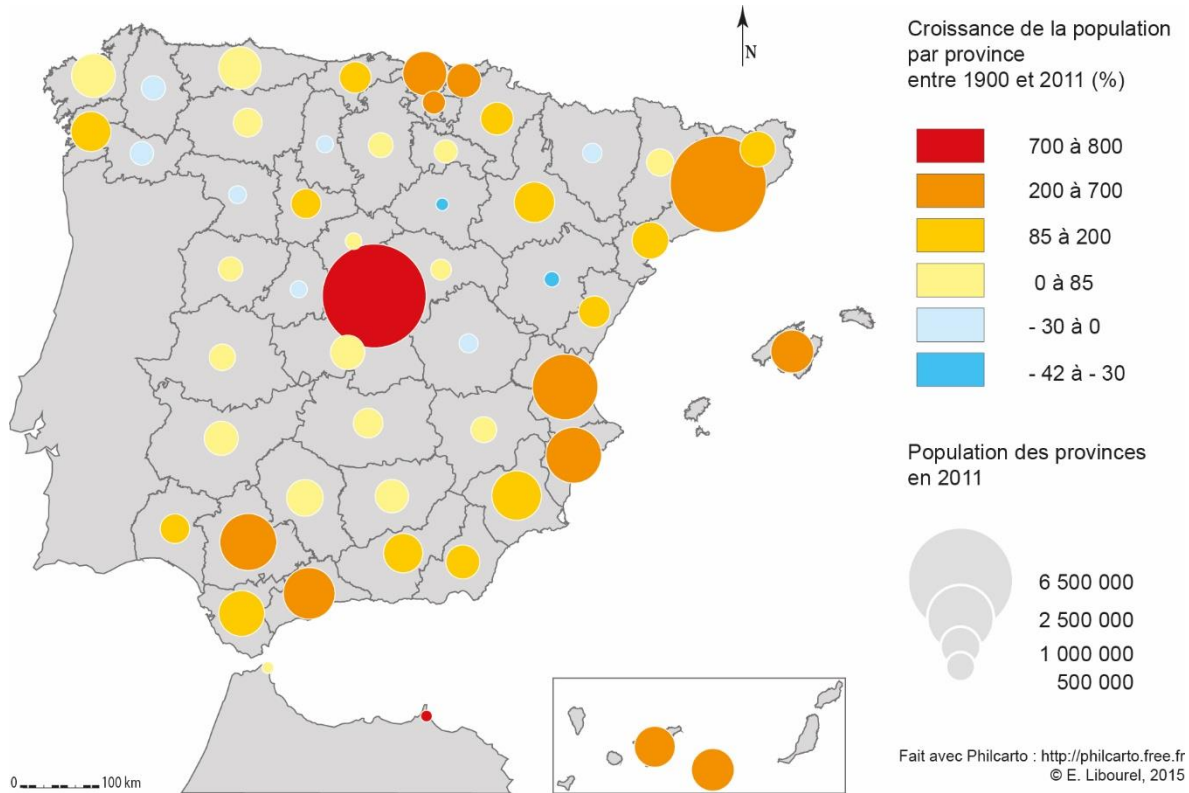 N
Croissance de la population
par province
entre 1900 et 2011 (%)
700 à 800
200 à 700
85 à 200
0 à 85
- 30 à 0
- 42 à - 30
Population des provinces
en 2011
6 500 000
2 500 000
1 000 000
500 000
0 100 km
Fait avec Philcarto : http://philcarto.free.fr
© E. Libourel, 2015